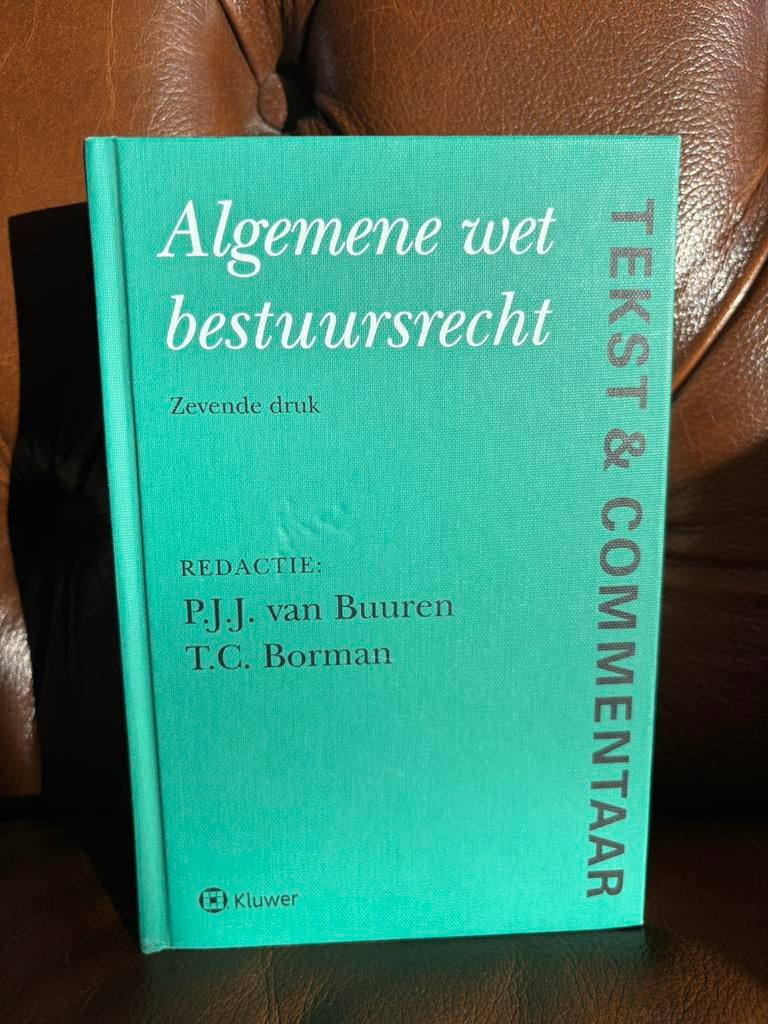 Algemene wet
bestuursrecht
Zevende druk
REDACTIE:
P.J.J. van Buuren
T.C. Borman
Kluwer
TEKST & COMMENTAAR